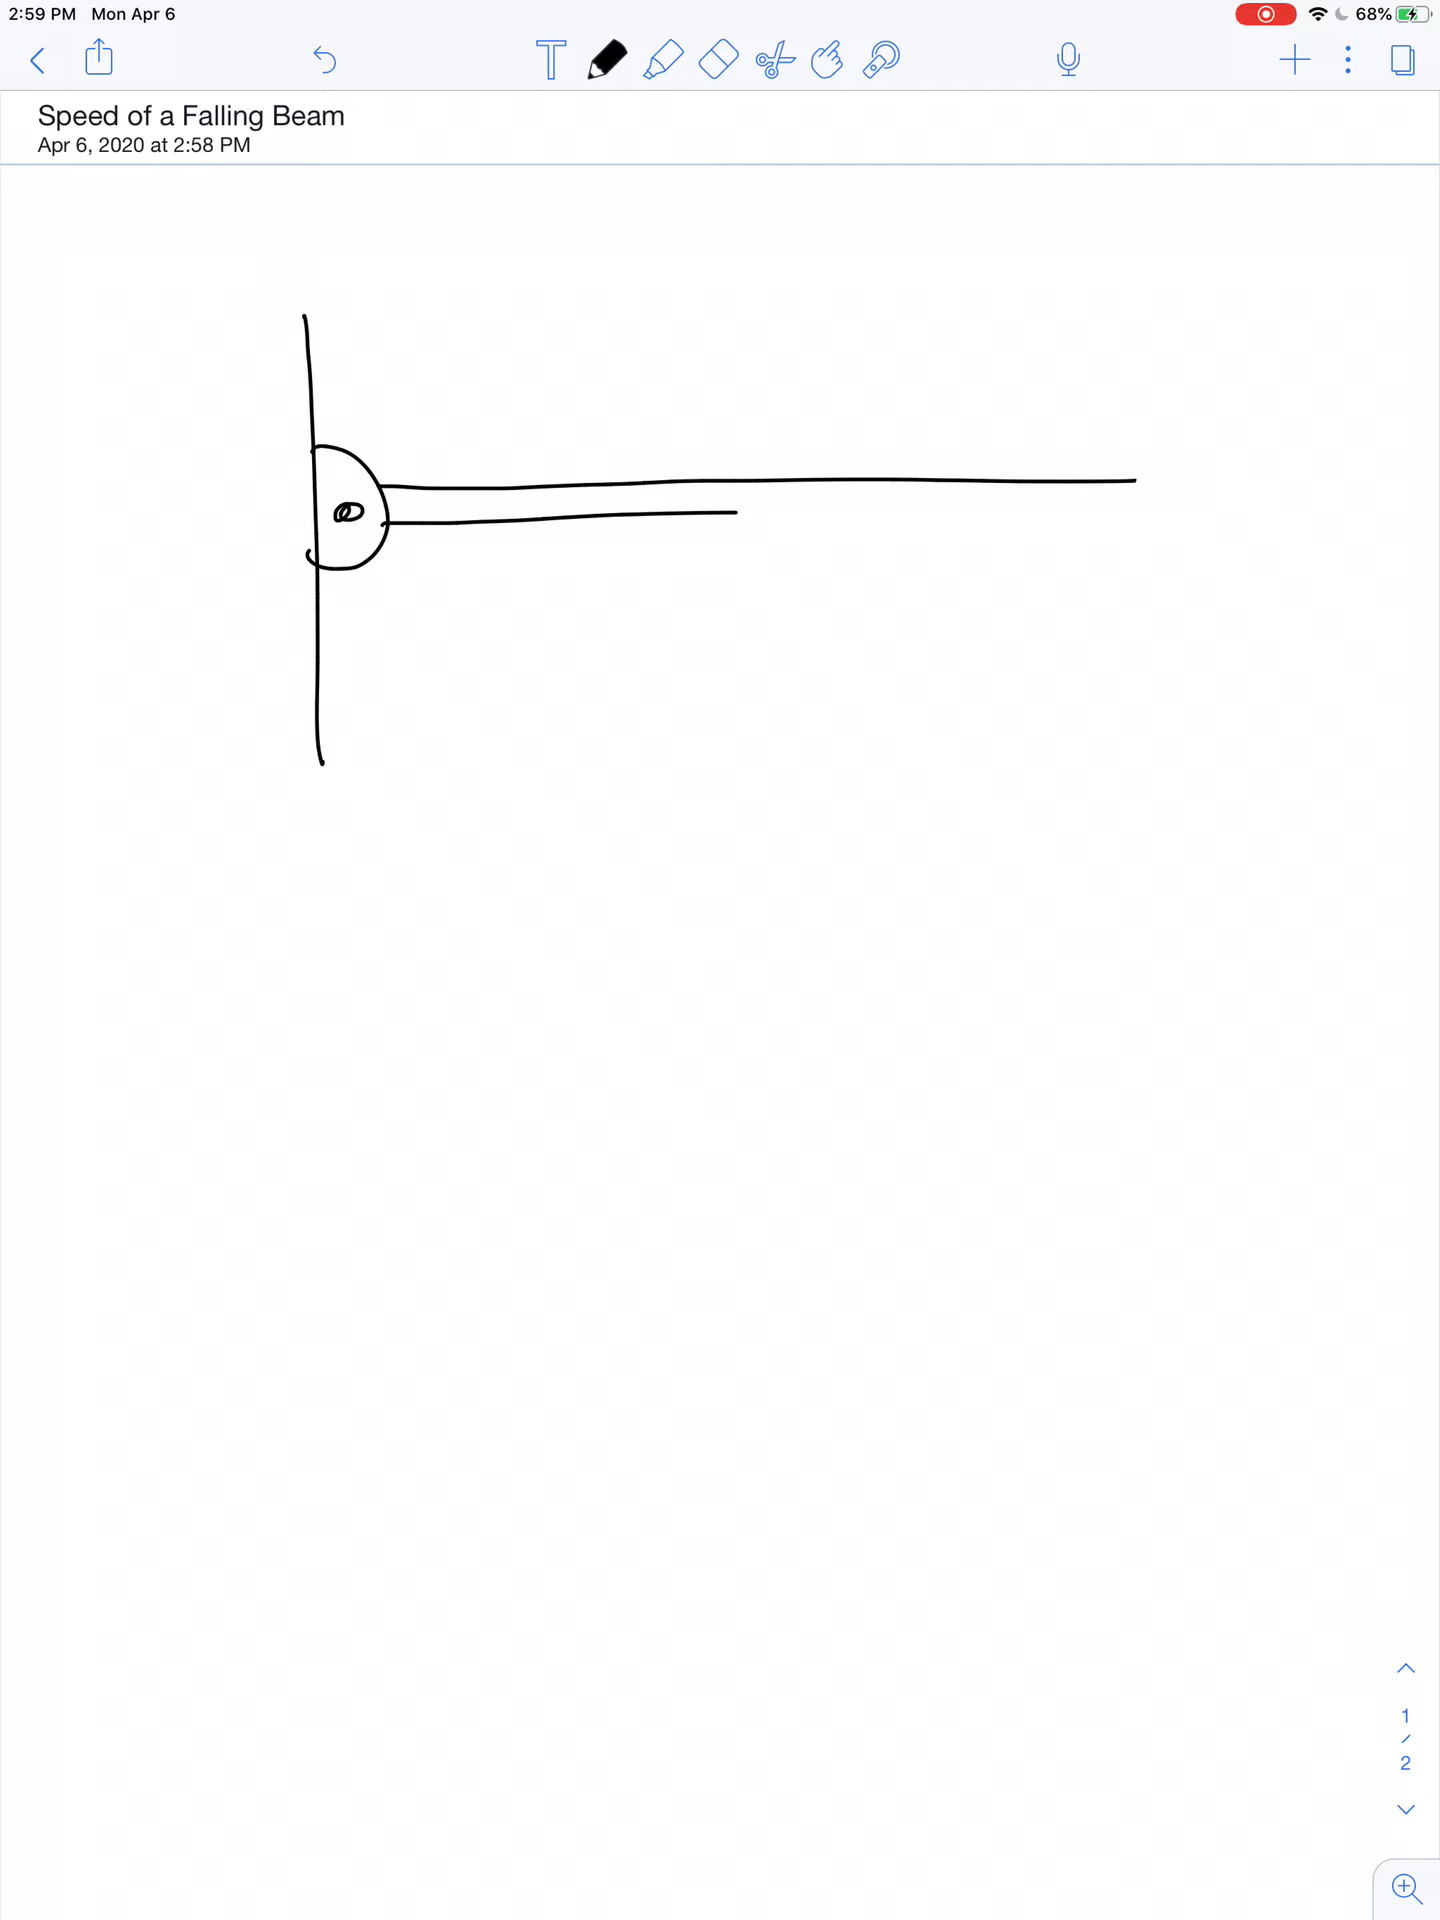 2:59 PM Mon Apr 6 68%
T
Speed of a Falling Beam
Apr 6, 2020 at 2:58 PM
1
/
2